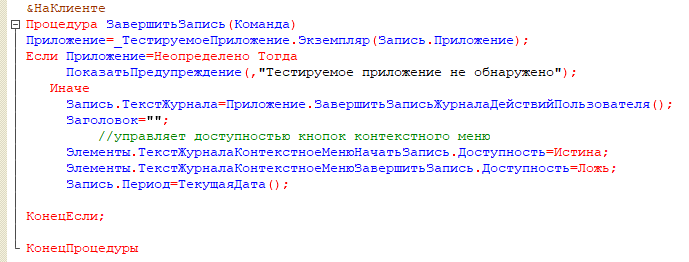 &НаКлиенте
Процедура ЗавершитьЗапись(Команда)
Приложение=_ТестируемоеПриложение.Экземпляр(Запись.Приложение);
Если Приложение=Неопределено Тогда
ПоказатьПредупреждение(,"Тестируемое приложение не обнаружено");
Иначе
Запись.ТекстЖурнала=Приложение.ЗавершитьЗаписьЖурналаДействийПользователя();
Заголовок="";
//управляет доступностью кнопок контекстного меню
Элементы.ТекстЖурналаКонтекстноеМенюНачатьЗапись.Доступность=Истина;
Элементы.ТекстЖурналаКонтекстноеМенюЗавершитьЗапись.Доступность=Ложь;
Запись.Период=ТекущаяДата();
КонецЕсли;
КонецПроцедуры